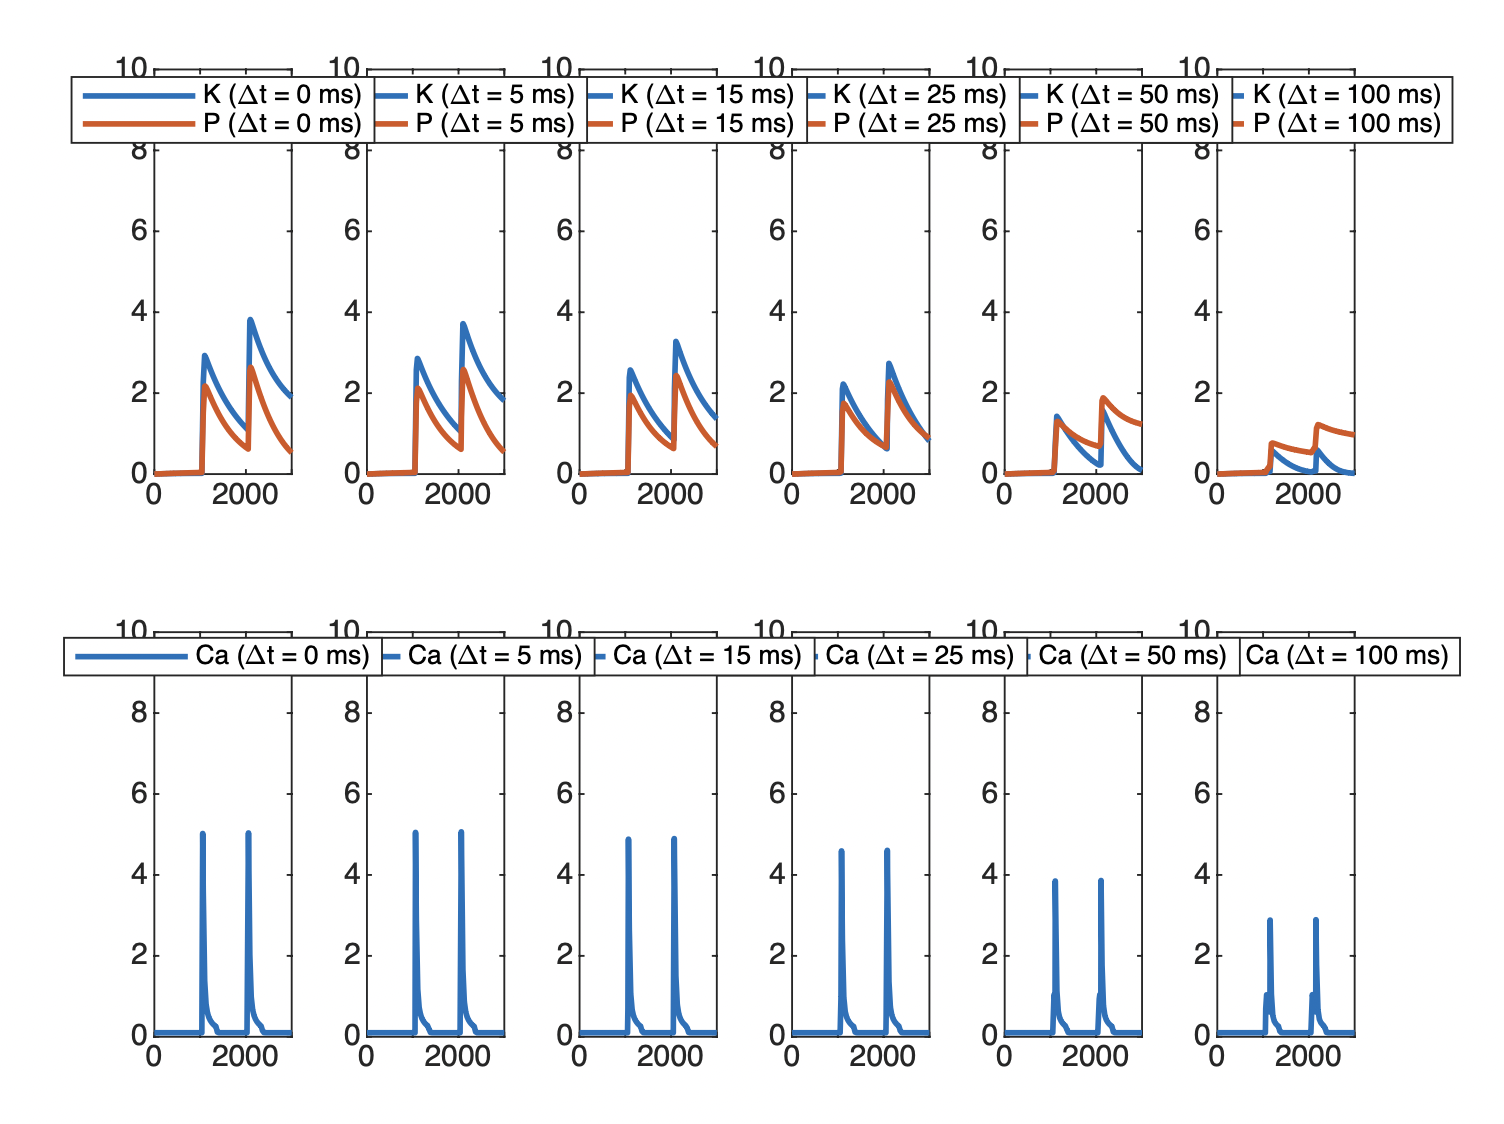 10 10 10 10 10 10
K (Δt = 0 ms) K (Δt = 5 ms) K (Δt = 15 ms) K (Δt = 25 ms) K (Δt = 50 ms) K (Δt = 100 ms)
P (Δt = 0 ms) P (Δt = 5 ms) P (Δt = 15 ms) P (Δt = 25 ms) P (Δt = 50 ms) P (Δt = 100 ms)
8 8 8 8 8 8
6 6 6 6 6 6
4 4 4 4 4 4
2 2 2 2 2 2
0 0 0 0 0 0
0 2000 0 2000 0 2000 0 2000 0 2000 0 2000
10 10 10 10 10 10
Ca (Δt = 0 ms) Ca (Δt = 5 ms) Ca (Δt = 15 ms) Ca (Δt = 25 ms) Ca (Δt = 50 ms) Ca (Δt = 100 ms)
8 8 8 8 8 8
6 6 6 6 6 6
4 4 4 4 4 4
2 2 2 2 2 2
0 0 0 0 0 0
0 2000 0 2000 0 2000 0 2000 0 2000 0 2000